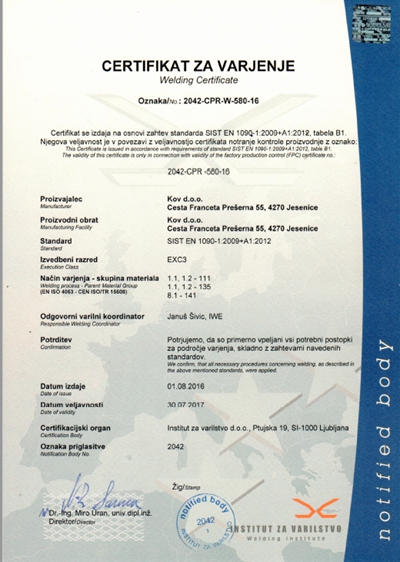 CERTIFIKAT ZA VARJENJE
Welding Certificate
Oznaka/No.: 2042-CPR-W-580-16
Certifikat se izdaja na osnovi zahtev standarda SIST EN 1090-1:2009+A1:2012, tabela B1.
Njegova veljavnost je v povezavi z veljavnostjo certifikata notranje kontrole proizvodnje z oznako:
This Certificate is issued in accordance with requirements of standard SIST EN 1090-1:2009+A1:2012, table B1.
The validity of this certificate is only in connection with validity of the factory production control (FPC) certificate no.:
2042-CPR -580-16
Proizvajalec Kov d.o.o.
Manufacturer Cesta Franceta Prešerna 55, 4270 Jesenice
Proizvodni obrat Kov d.o.o.
Manufacturing Facility Cesta Franceta Prešerna 55, 4270 Jesenice
Standard SIST EN 1090-1:2009+A1:2012
Standard
Izvedbeni razred EXC3
Execution Class
Način varjenja - skupina materiala 1.1, 1.2 - 111
Welding process - Parent Material Group 1.1, 1.2 - 135
(EN ISO 4063 - CEN ISO/TR 15608) 8.1 - 141
Odgovorni varilni koordinator Januš Šivic, IWE
Responsible Welding Coordinator
Potrditev Potrjujemo, da so primerno vpeljani vsi potrebni postopki
Confirmation za področje varjenja, skladno z zahtevami navedenih
standardov.
We confirm, that all necessary procedures concerning welding, as described in
the above mentioned standards, were applied.
Datum izdaje 01.08.2016
Date of issue
Datum veljavnosti 30.07.2017
Date of validity
Certifikacijski organ Institut za varilstvo d.o.o., Ptujska 19, SI-1000 Ljubljana
Certification Body
Oznaka priglasitve 2042
Notification Body No.
Žig/Stamp
Dr.-Ing. Miro Uran, univ.dipl.inž.
Direktor/Director
notified body
2042
1
INSTITUT ZA VARILSTVO
Welding Institute
notified body